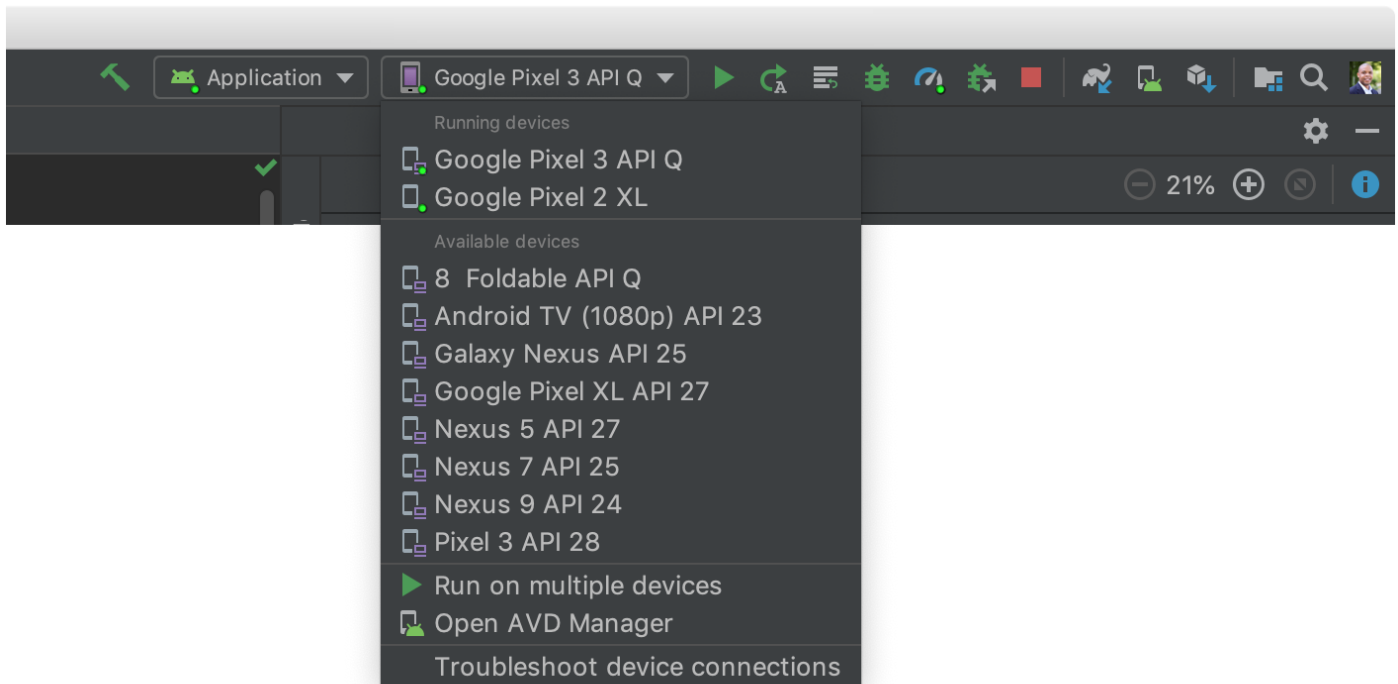 Application
Google Pixel 3 API Q
Running devices
Google Pixel 3 API Q
Google Pixel 2 XL
21%
Available devices
8  Foldable API Q
Android TV (1080p) API 23
Galaxy Nexus API 25
Google Pixel XL API 27
Nexus 5 API 27
Nexus 7 API 25
Nexus 9 API 24
Pixel 3 API 28
Run on multiple devices
Open AVD Manager
Troubleshoot device connections